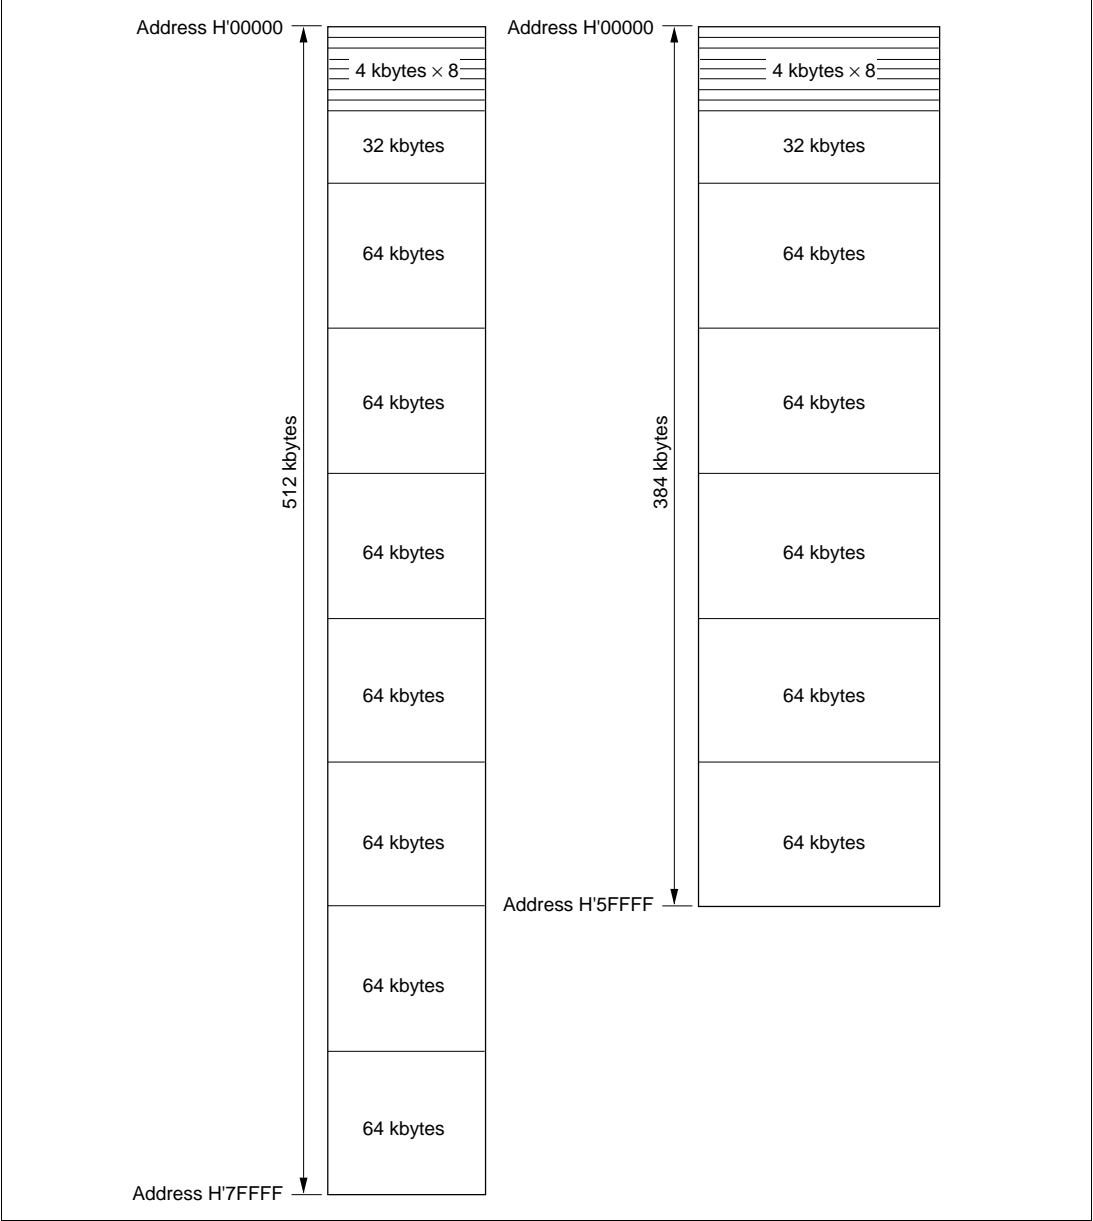 Address H'00000
4 kbytes × 8
32 kbytes
64 kbytes
64 kbytes
64 kbytes
64 kbytes
64 kbytes
64 kbytes
64 kbytes
512 kbytes
Address H'7FFFF
Address H'00000
4 kbytes × 8
32 kbytes
64 kbytes
64 kbytes
64 kbytes
64 kbytes
64 kbytes
384 kbytes
Address H'5FFFF